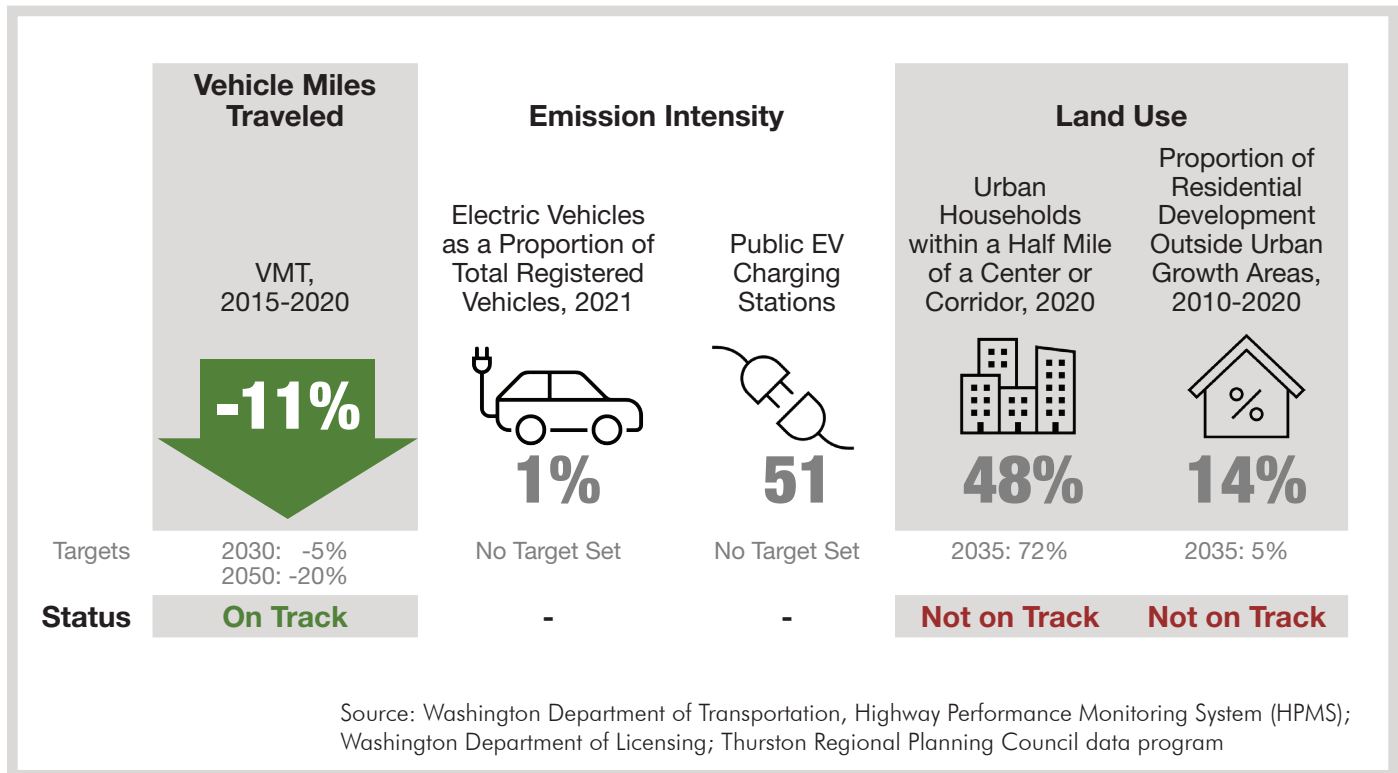 Vehicle Miles
Traveled
Emission Intensity
Land Use
VMT,
2015-2020
Electric Vehicles
as a Proportion of
Total Registered
Vehicles, 2021
Public EV
Charging
Stations
Urban
Households
within a Half Mile
of a Center or
Corridor, 2020
Proportion of
Residential
Development
Outside Urban
Growth Areas,
2010-2020
%
-11%
1%
51
48%
14%
Targets
2030: -5%
2050: -20%
No Target Set
No Target Set
2035: 72%
2035: 5%
Status
On Track
-
-
Not on Track
Not on Track
Source: Washington Department of Transportation, Highway Performance Monitoring System (HPMS);
Washington Department of Licensing; Thurston Regional Planning Council data program